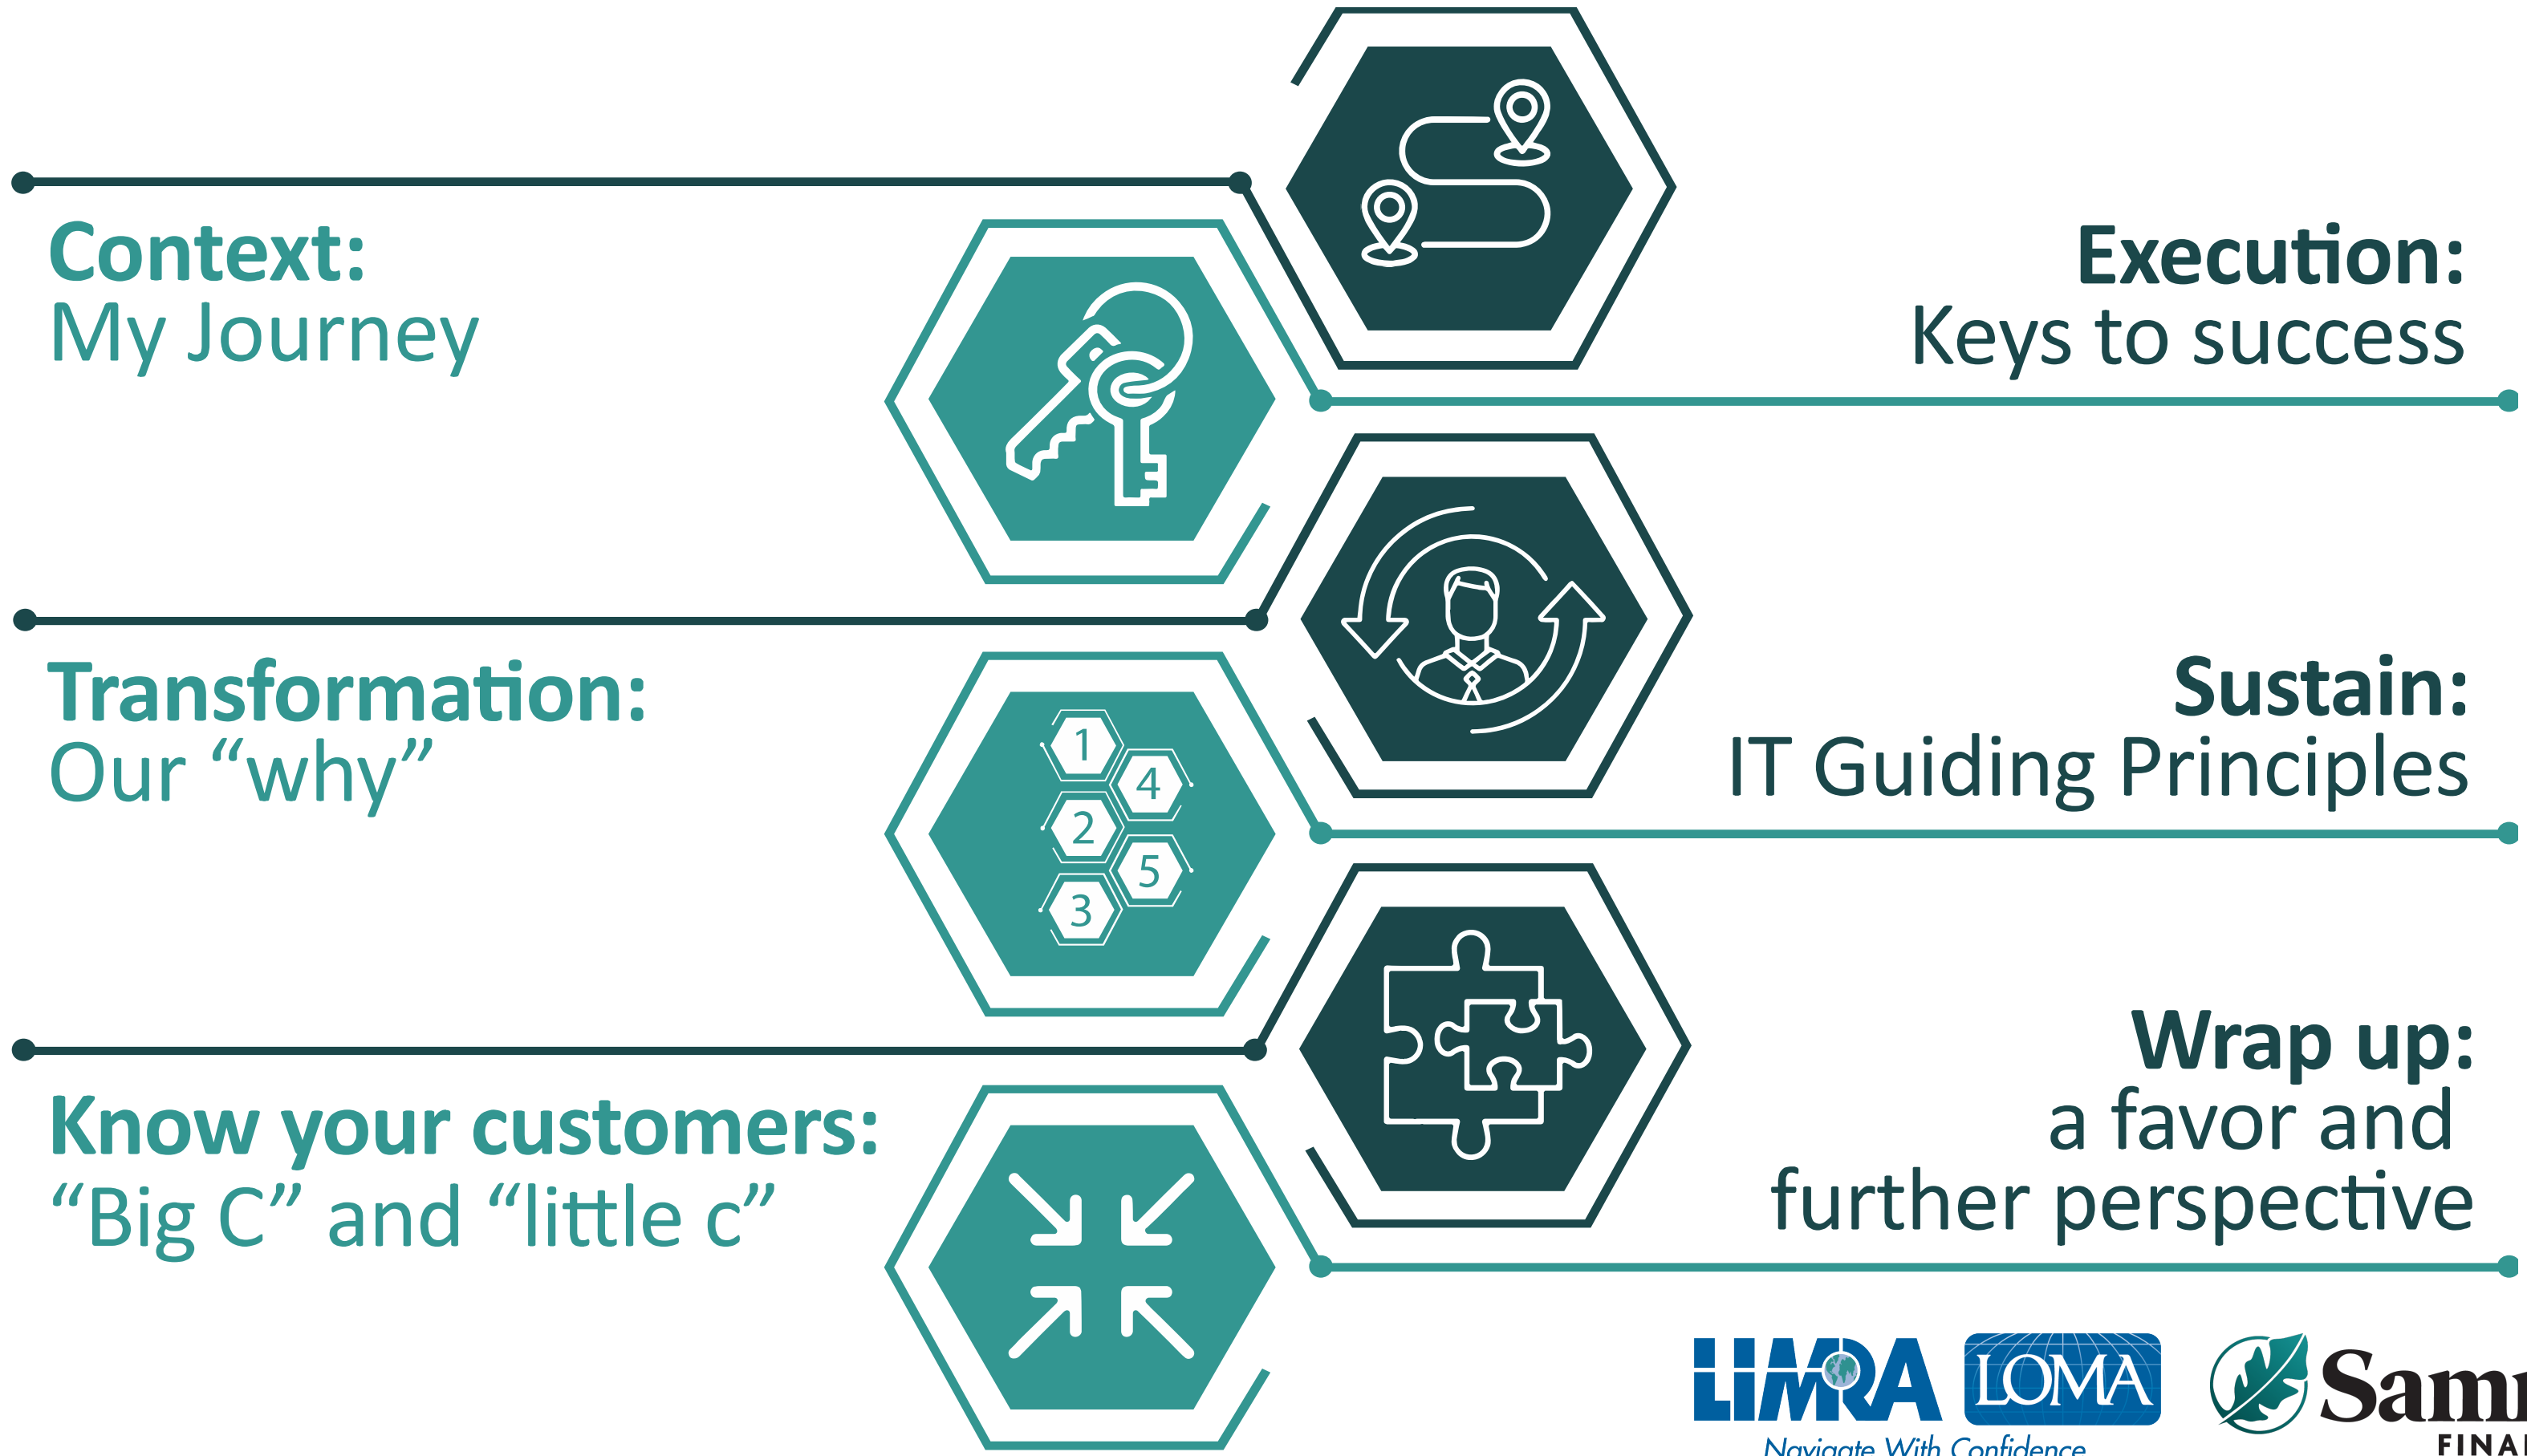 Context:
My Journey
Transformation:
Our “why”
Know your customers:
“Big C” and “little c”
1
4
2
5
3
Execution:
Keys to success
Sustain:
IT Guiding Principles
Wrap up:
a favor and
further perspective
LIMRA LOMA
Navigate With Confidence